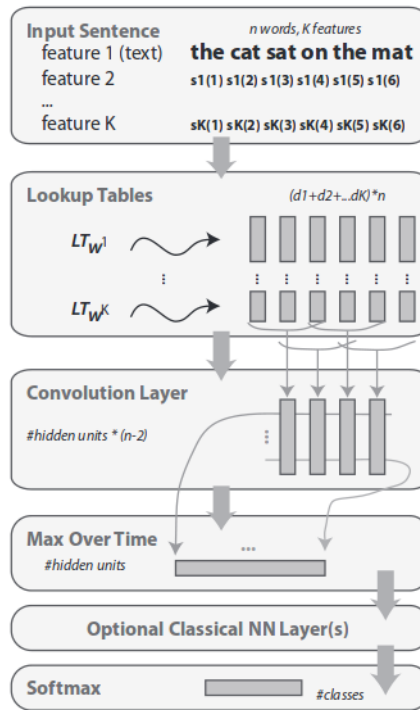 Input Sentence
n words, K features
feature 1 (text) the cat sat on the mat
feature 2 s1(1) s1(2) s1(3) s1(4) s1(5) s1(6)
...
feature K sK(1) sK(2) sK(3) sK(4) sK(5) sK(6)
Lookup Tables
(d1+d2+...dK)*n
LTW1
...
LTWK
Convolution Layer
#hidden units * (n-2)
Max Over Time
...
#hidden units
Optional Classical NN Layer(s)
Softmax
#classes